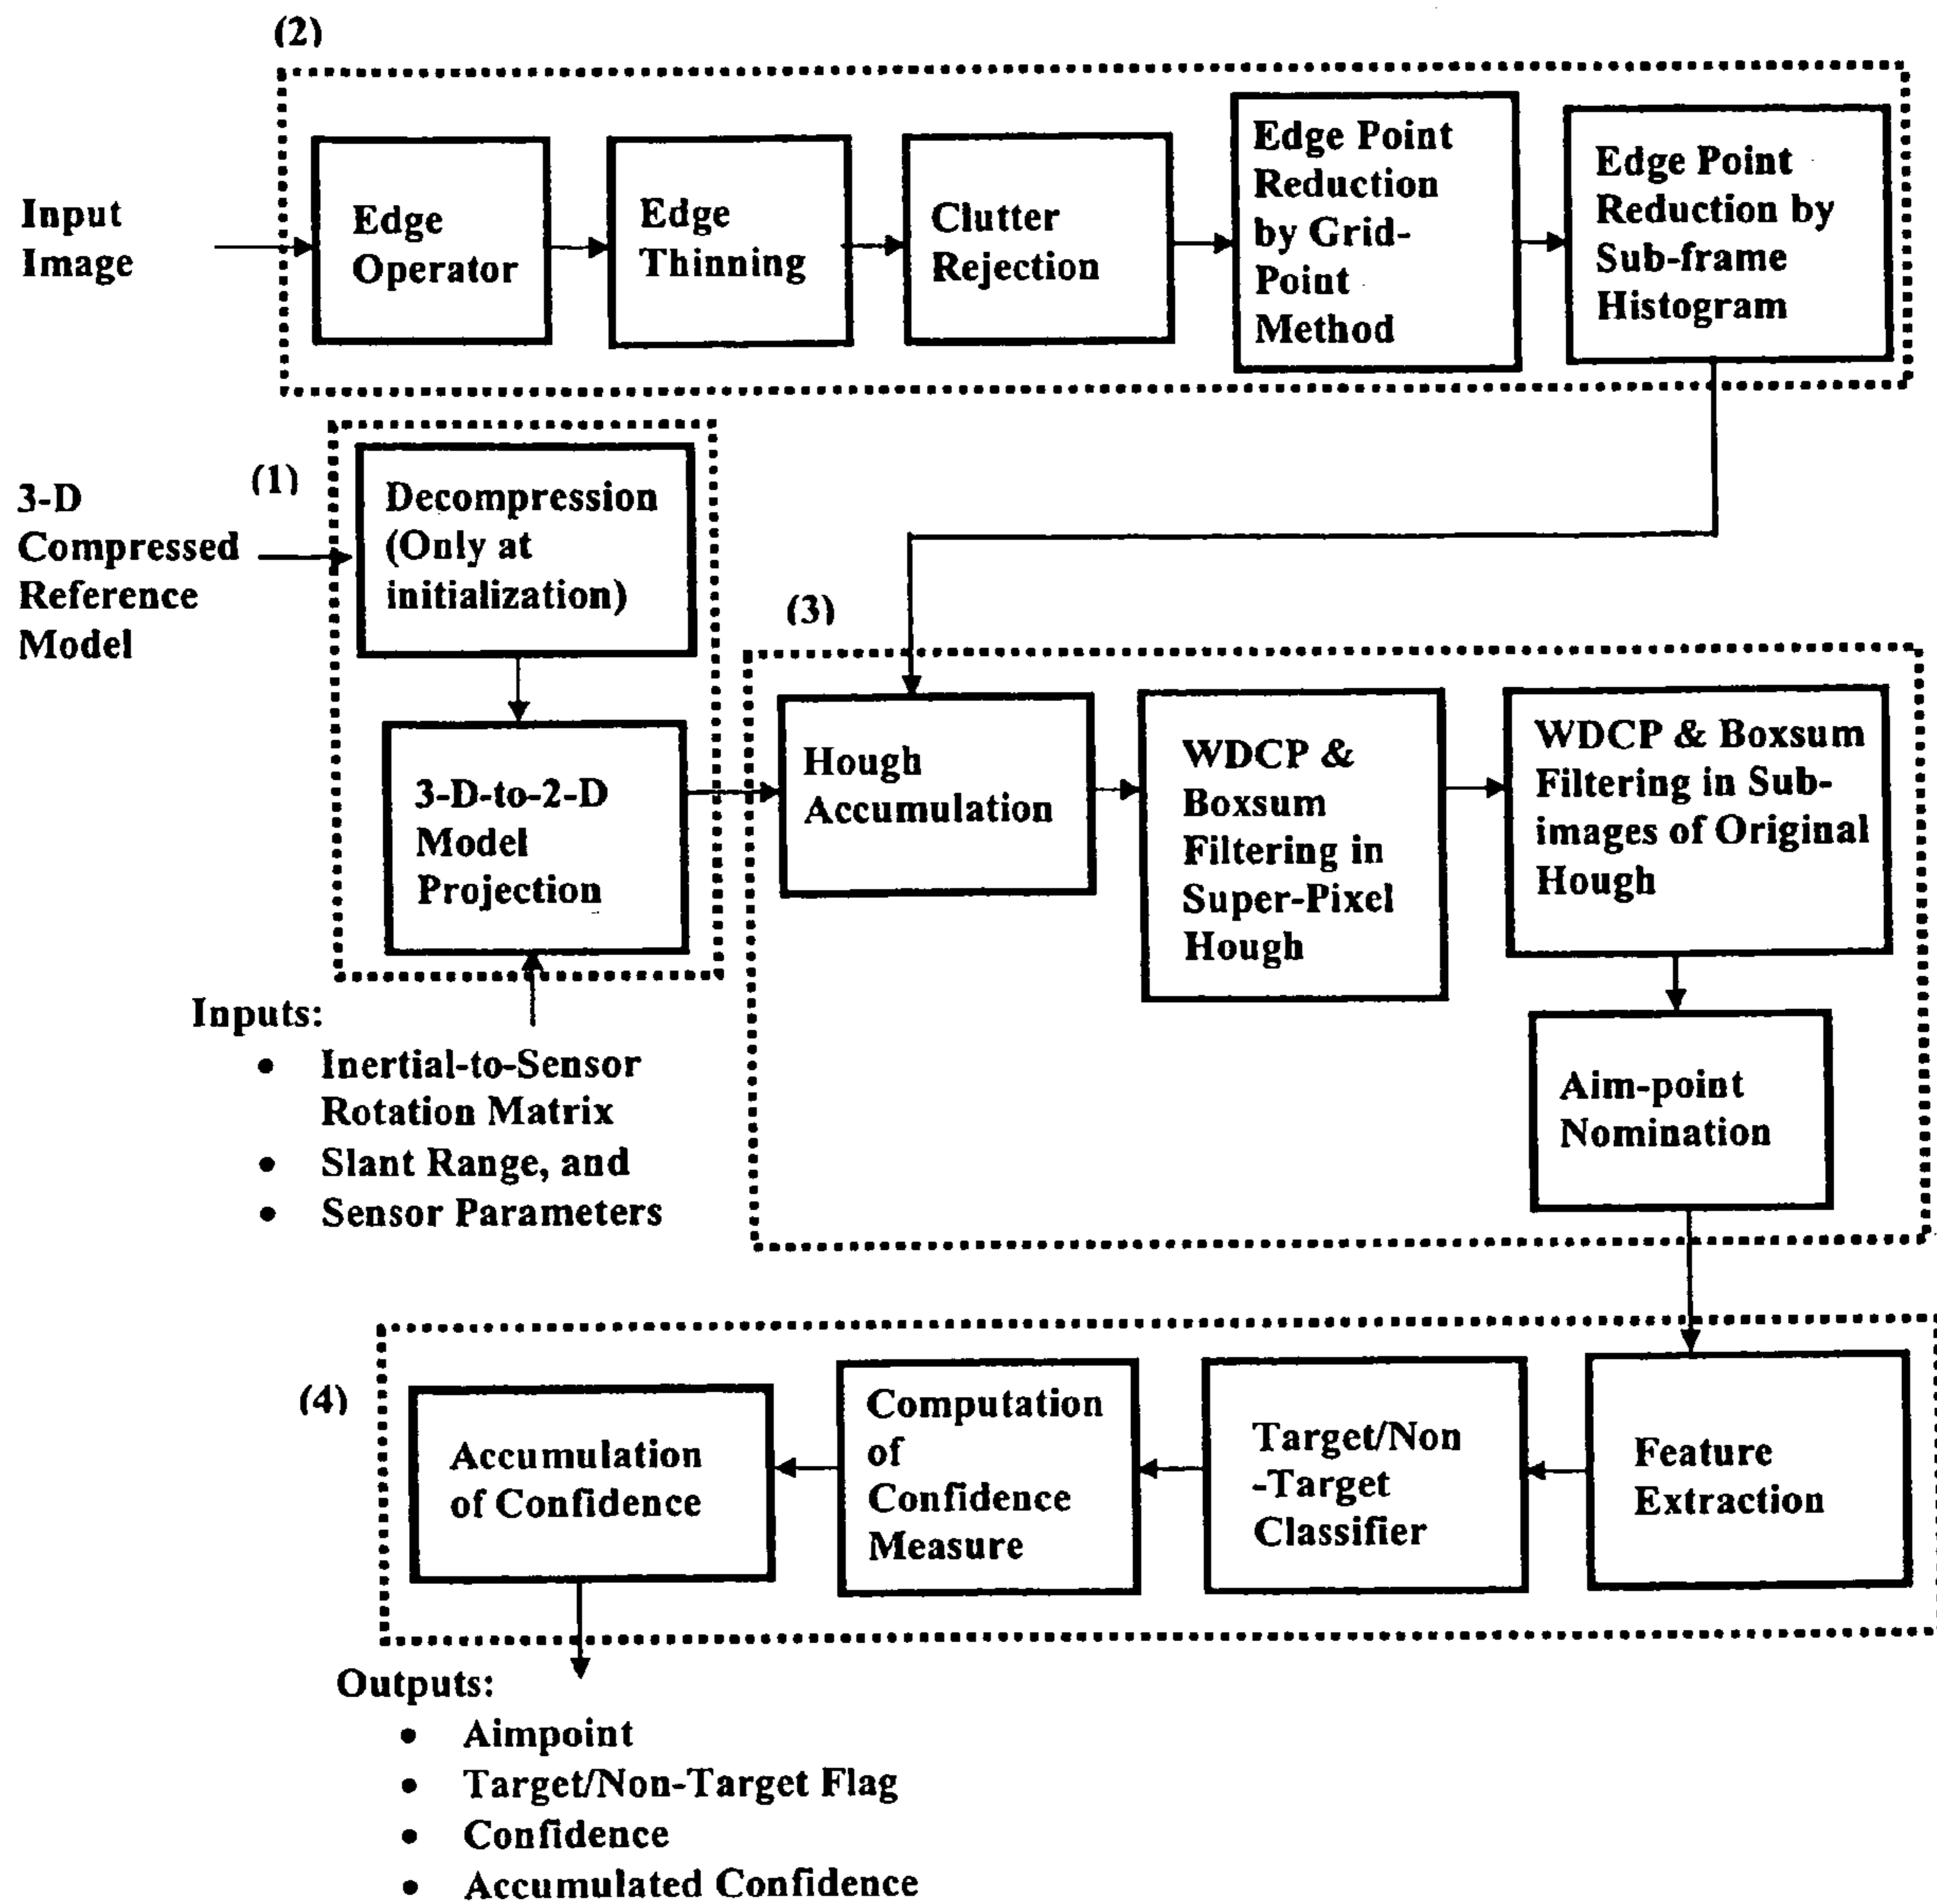 (2)
Input
Image
Edge
Operator
Edge
Thinning
Clutter
Rejection
Edge Point
Reduction
by Grid-
Point
Method
Edge Point
Reduction by
Sub-frame
Histogram
(1)
3-D
Compressed
Reference
Model
Decompression
(Only at
initialization)
3-D-to-2-D
Model
Projection
Inputs:
• Inertial-to-Sensor
Rotation Matrix
• Slant Range, and
• Sensor Parameters
(3)
Hough
Accumulation
WDCP &
Boxsum
Filtering in
Super-Pixel
Hough
WDCP & Boxsum
Filtering in Sub-
images of Original
Hough
Aim-point
Nomination
(4)
Accumulation
of Confidence
Computation
of
Confidence
Measure
Target/Non
-Target
Classifier
Feature
Extraction
Outputs:
• Aimpoint
• Target/Non-Target Flag
• Confidence
• Accumulated Confidence